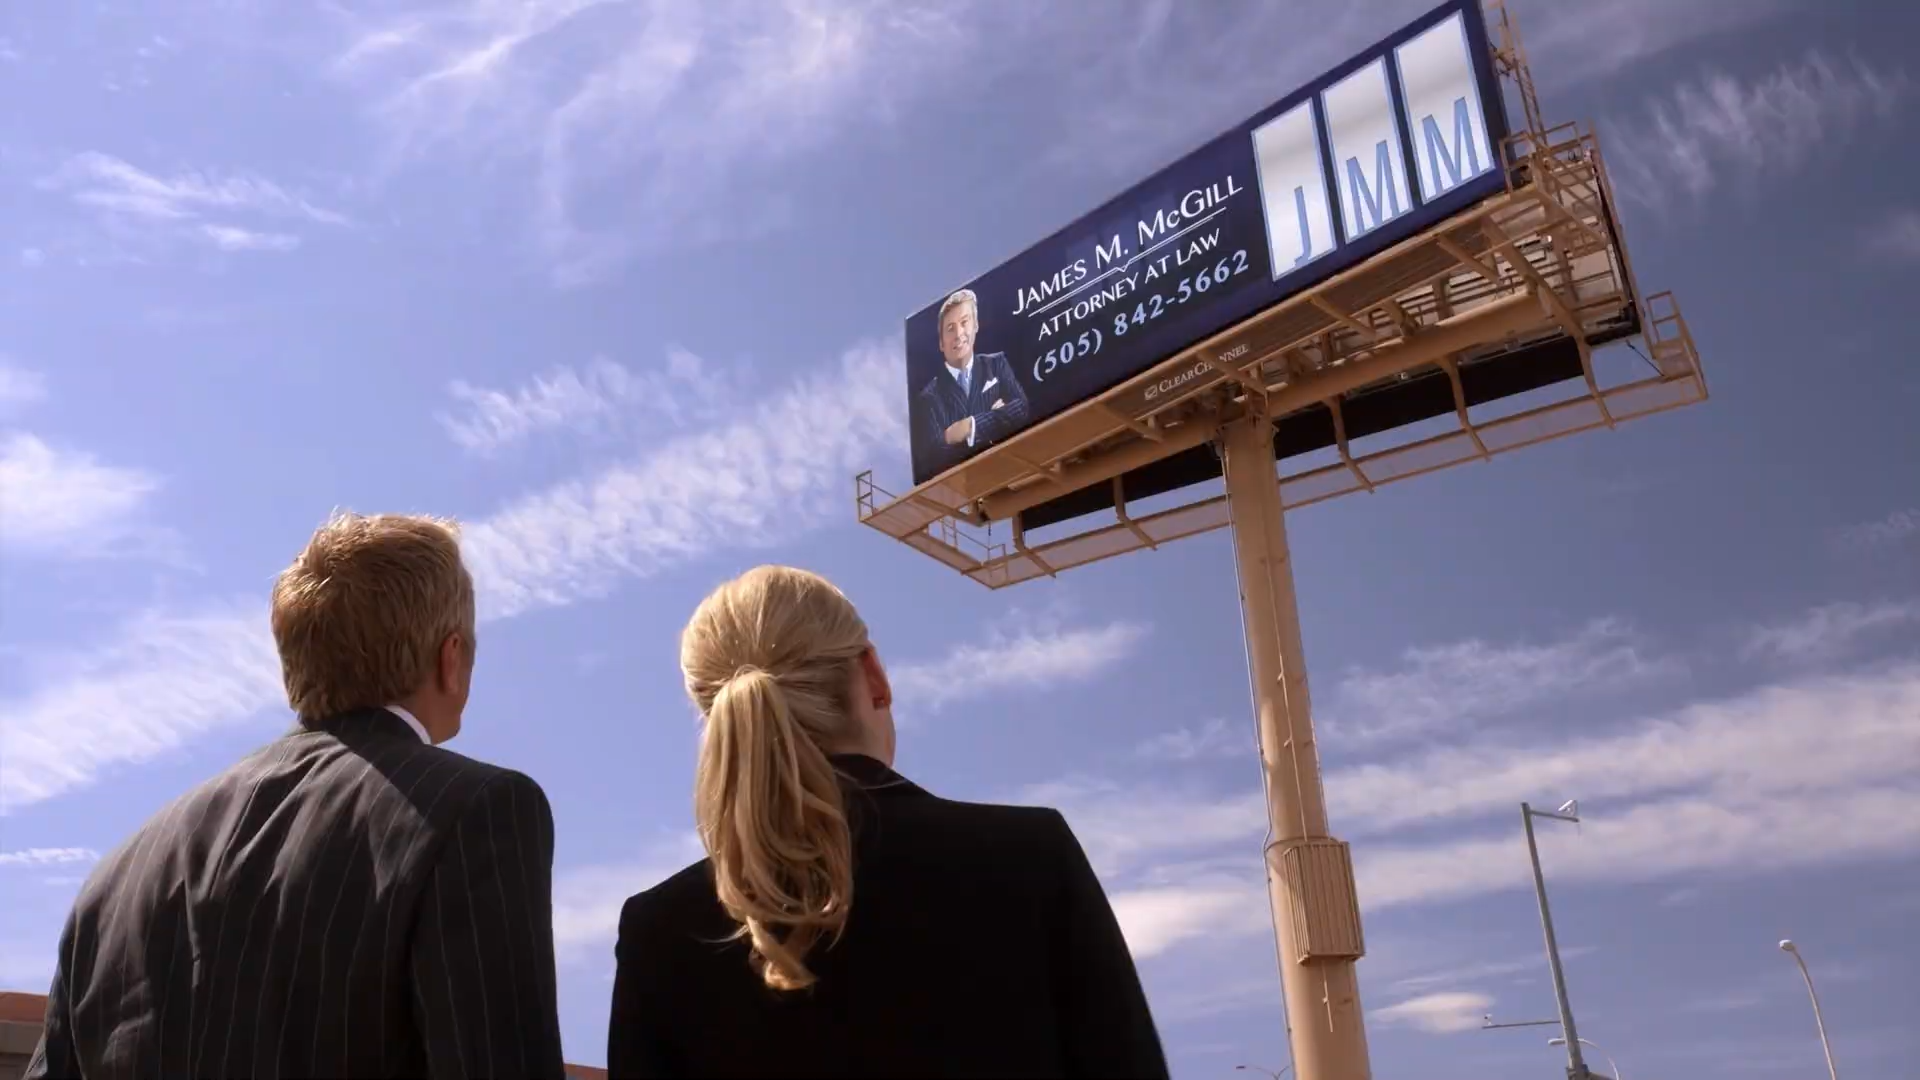 JAMES M. McGILL
ATTORNEY AT LAW
(505) 842-5662
JMM
CLEAR CHANNEL